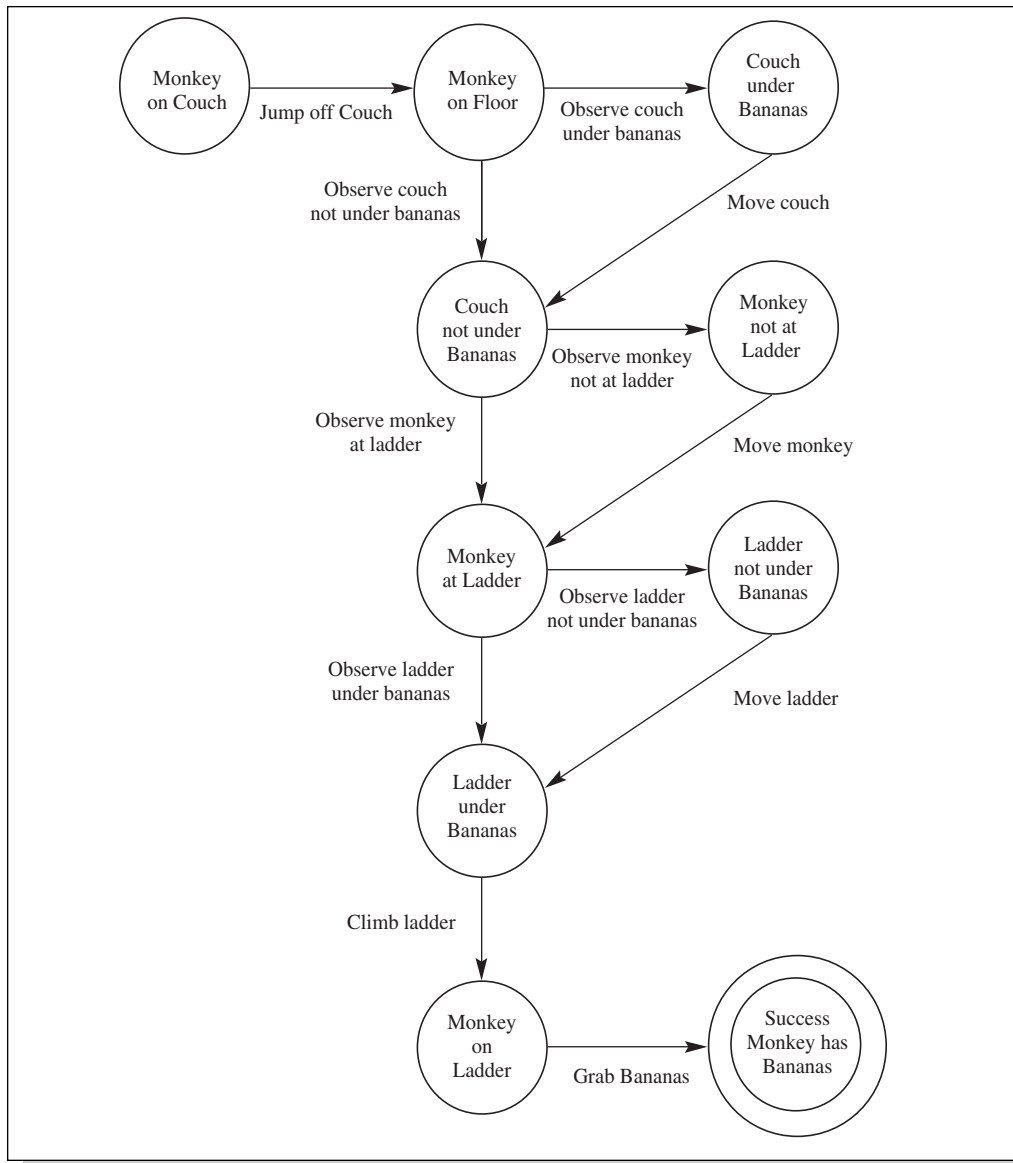 Monkey
on Couch
Jump off Couch
Monkey
on Floor
Observe couch
under bananas
Couch
under
Bananas
Observe couch
not under bananas
Move couch
Couch
not under
Bananas
Observe monkey
not at ladder
Monkey
not at
Ladder
Observe monkey
at ladder
Move monkey
Monkey
at Ladder
Observe ladder
not under bananas
Ladder
not under
Bananas
Observe ladder
under bananas
Move ladder
Ladder
under
Bananas
Climb ladder
Monkey
on
Ladder
Grab Bananas
Success
Monkey has
Bananas